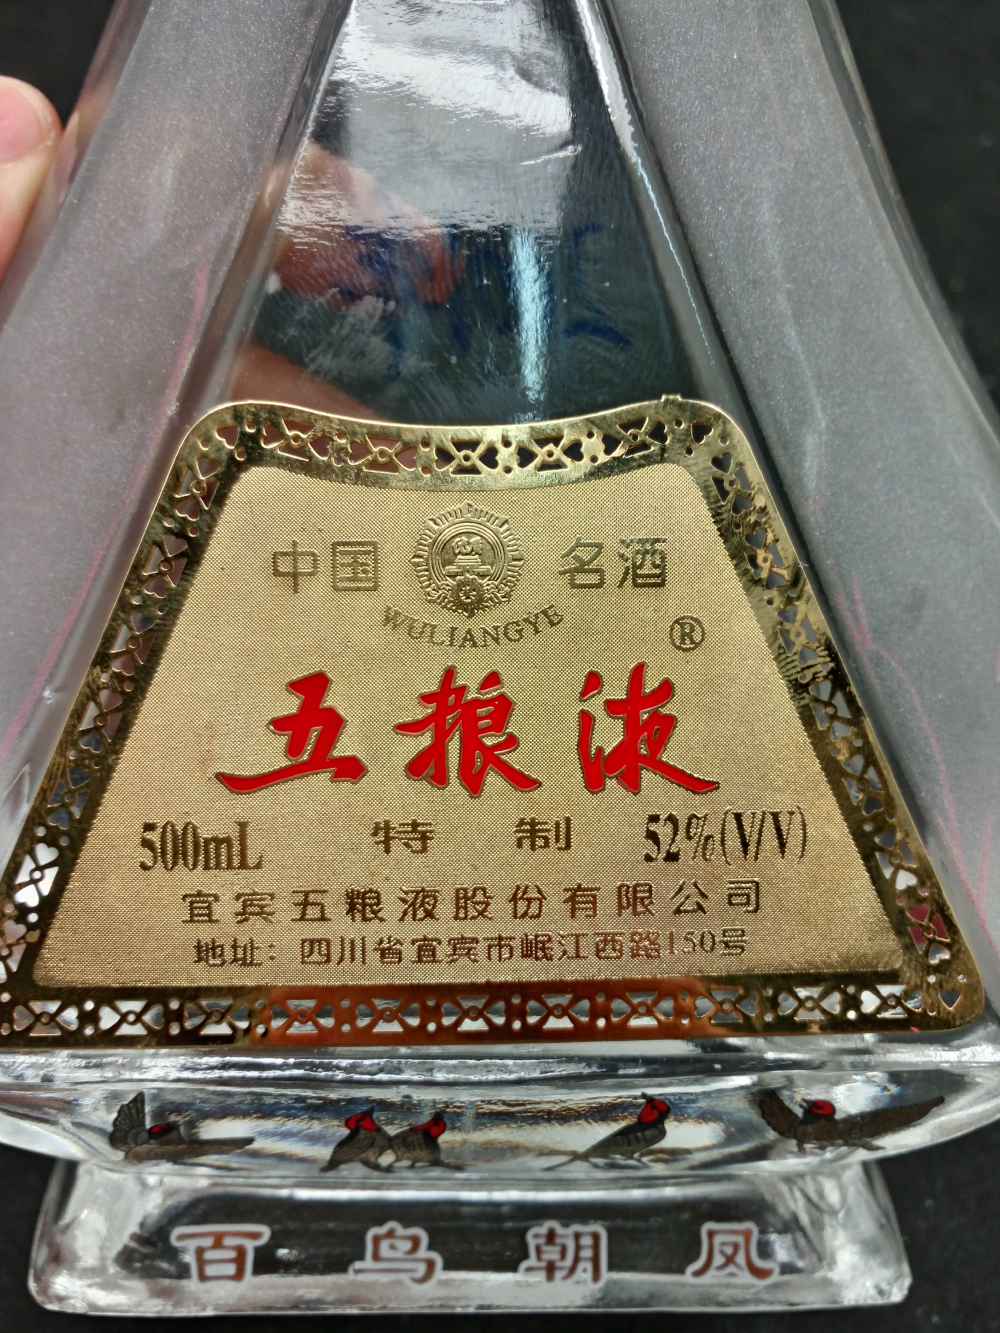 中国 名酒
WULIANGYE
®
五粮液
500mL 特制 52%(V/V)
宜宾五粮液股份有限公司
地址：四川省宜宾市岷江西路150号
百鸟朝凤